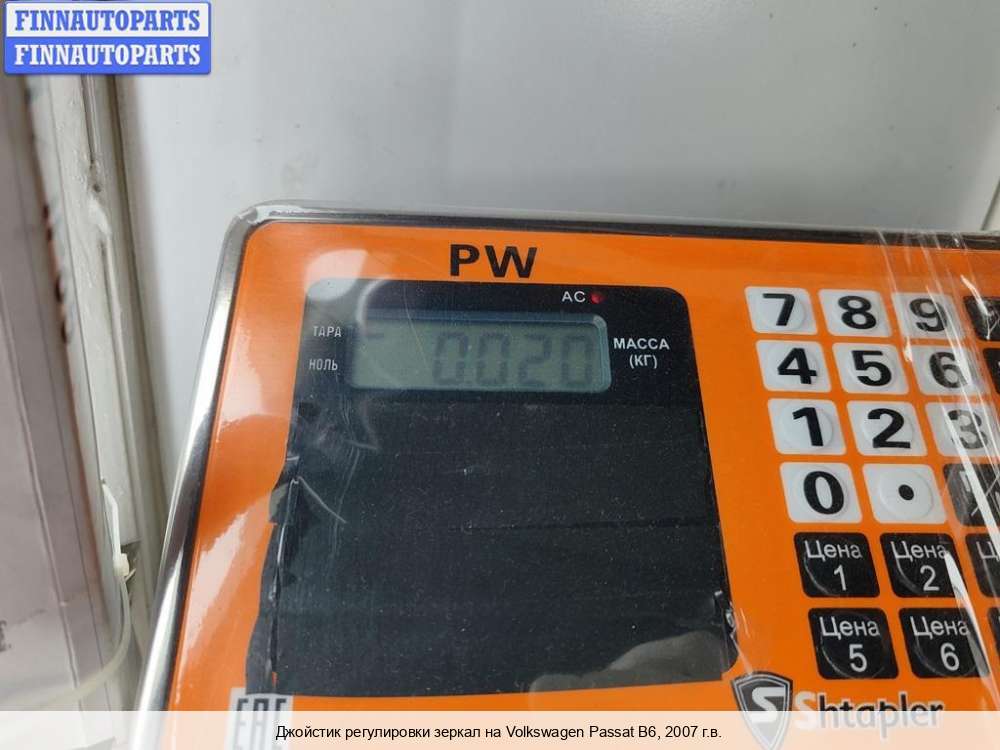 FINNAUTOPARTS
FINNAUTOPARTS
PW
AC
ТАРА
НОЛЬ
0.020
МАССА
(КГ)
7 8 9
4 5 6
1 2 3
0 .
Цена 1
Цена 2
Цена 5
Цена 6
EAC
S Shtapler
Джойстик регулировки зеркал на Volkswagen Passat B6, 2007 г.в.